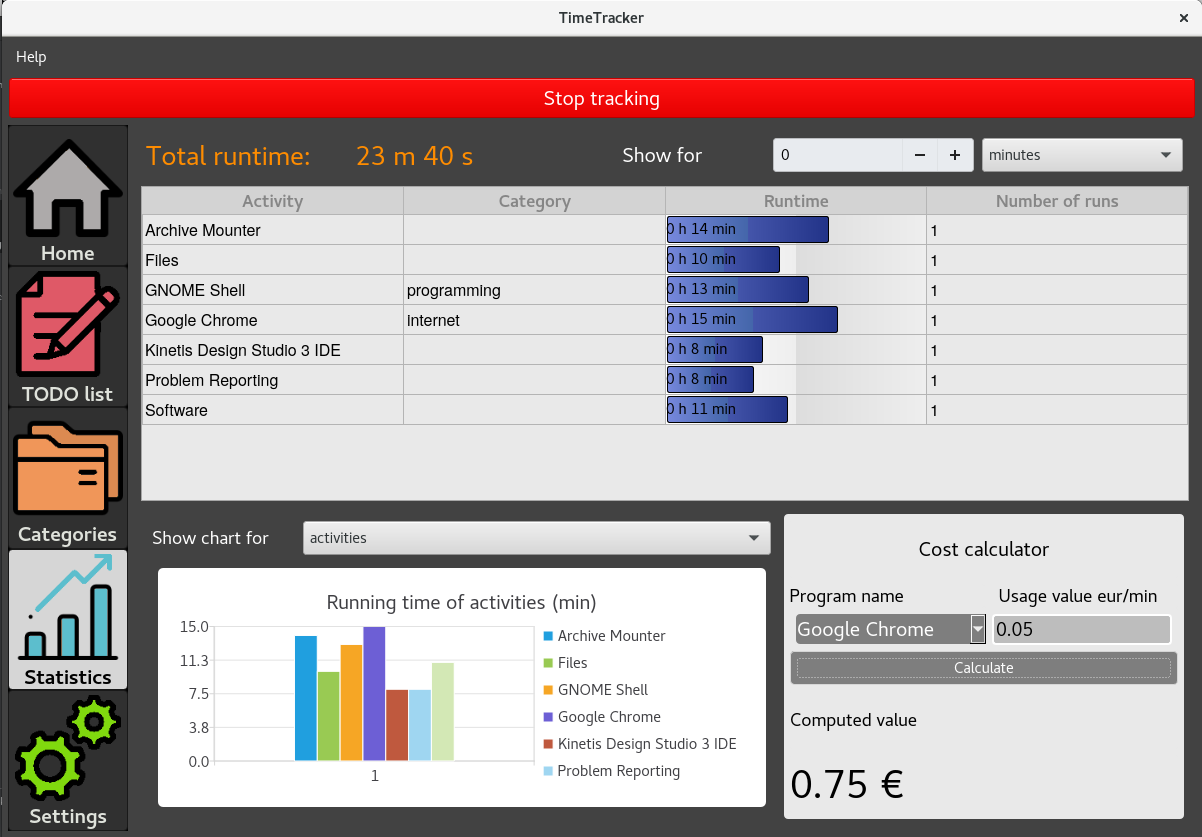 TimeTracker
Help
Stop tracking
Home
TODO list
Categories
Statistics
Settings
Total runtime: 23 m 40 s
Show for 0 − + minutes
Activity Category Runtime Number of runs
Archive Mounter 0 h 14 min 1
Files 0 h 10 min 1
GNOME Shell programming 0 h 13 min 1
Google Chrome internet 0 h 15 min 1
Kinetis Design Studio 3 IDE 0 h 8 min 1
Problem Reporting 0 h 8 min 1
Software 0 h 11 min 1
Show chart for activities
Running time of activities (min)
15.0
11.3
7.5
3.8
0.0
1
Archive Mounter
Files
GNOME Shell
Google Chrome
Kinetis Design Studio 3 IDE
Problem Reporting
Cost calculator
Program name Usage value eur/min
Google Chrome 0.05
Calculate
Computed value
0.75 €